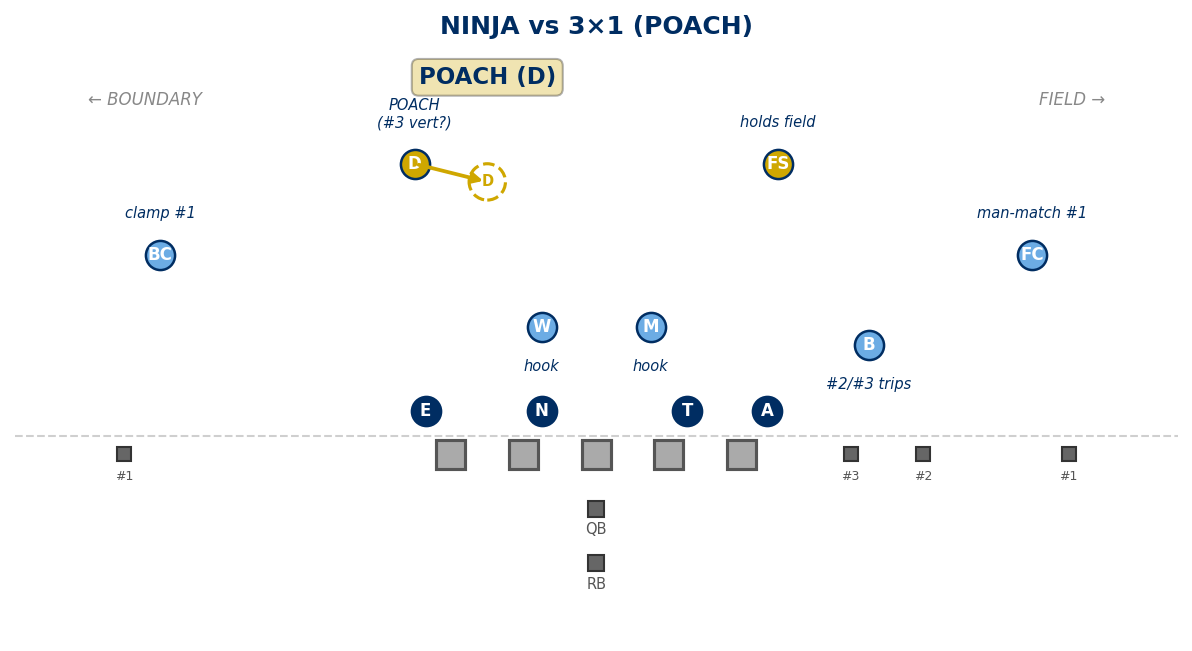 NINJA vs 3×1 (POACH)
POACH (D)
← BOUNDARY
FIELD →
POACH
(#3 vert?)
holds field
D
D
FS
clamp #1
man-match #1
BC
FC
W
M
B
hook
hook
#2/#3 trips
E
N
T
A
#1
#3
#2
#1
QB
RB